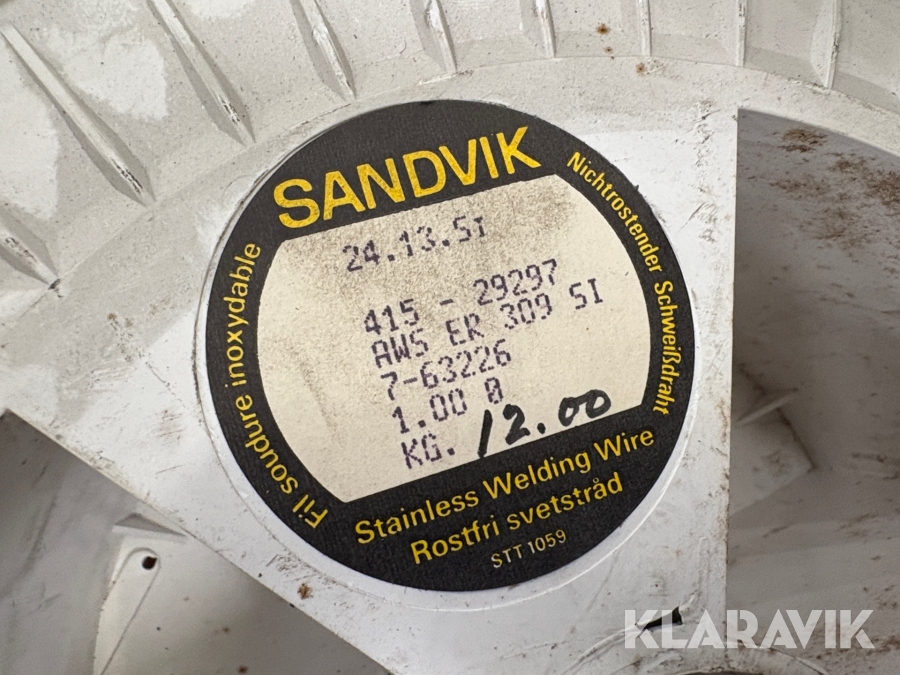 SANDVIK
24.13.SI
415 - 29297
AWS ER 309 SI
7-63226
1.00 Ø
KG. 12.00
Fil soudure inoxydable
Nichtrostender Schweißdraht
Stainless Welding Wire
Rostfri svetstråd
STT 1059
KLARAVIK